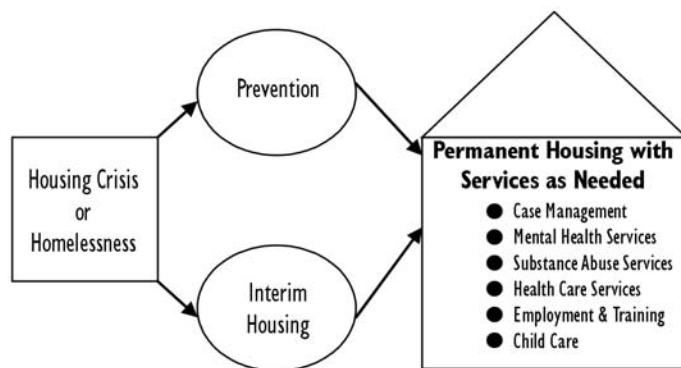 Housing Crisis
or
Homelessness
Prevention
Interim
Housing
Permanent Housing with
Services as Needed
● Case Management
● Mental Health Services
● Substance Abuse Services
● Health Care Services
● Employment & Training
● Child Care